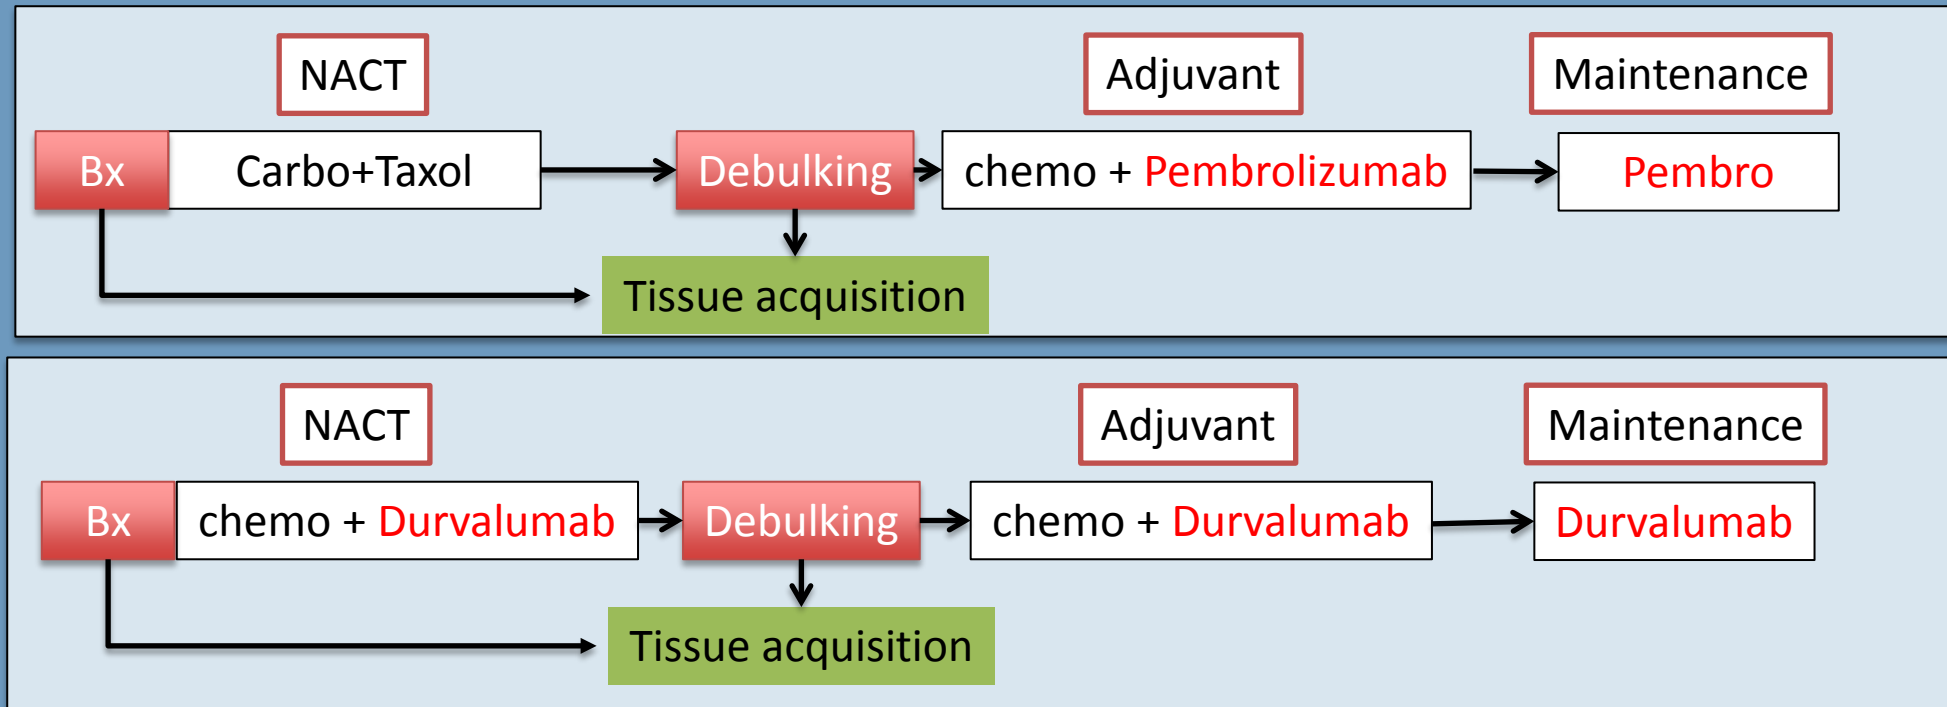 NACT
Adjuvant
Maintenance
Bx
Carbo+Taxol
Debulking
chemo + Pembrolizumab
Pembro
Tissue acquisition
NACT
Adjuvant
Maintenance
Bx
chemo + Durvalumab
Debulking
chemo + Durvalumab
Durvalumab
Tissue acquisition